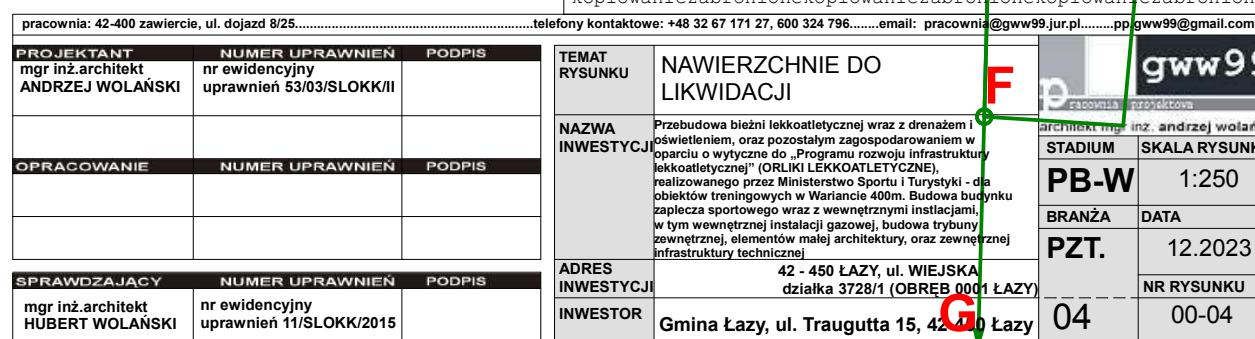 kopiowaniezabronionekopiowaniezabronionekopiowaniezabronion
pracownia: 42-400 zawiercie, ul. dojazd 8/25..........................................................................telefony kontaktowe: +48 32 67 171 27, 600 324 796........email: pracownia@gww99.jur.pl.........pp.gww99@gmail.com
PROJEKTANT NUMER UPRAWNIEŃ PODPIS
mgr inż.architekt
ANDRZEJ WOLAŃSKI
nr ewidencyjny
uprawnień 53/03/SLOKK/II
OPRACOWANIE NUMER UPRAWNIEŃ PODPIS
SPRAWDZAJĄCY NUMER UPRAWNIEŃ PODPIS
mgr inż.architekt
HUBERT WOLAŃSKI
nr ewidencyjny
uprawnień 11/SLOKK/2015
TEMAT
RYSUNKU
NAWIERZCHNIE DO
LIKWIDACJI
F
NAZWA
INWESTYCJI
Przebudowa bieżni lekkoatletycznej wraz z drenażem i
oświetleniem, oraz pozostałym zagospodarowaniem w
oparciu o wytyczne do „Programu rozwoju infrastruktury
lekkoatletycznej” (ORLIKI LEKKOATLETYCZNE),
realizowanego przez Ministerstwo Sportu i Turystyki - dla
obiektów treningowych w Wariancie 400m. Budowa budynku
zaplecza sportowego wraz z wewnętrznymi instlacjami,
w tym wewnętrznej instalacji gazowej, budowa trybuny
zewnętrznej, elementów małej architektury, oraz zewnętrznej
infrastruktury technicznej
ADRES
INWESTYCJI
42 - 450 ŁAZY, ul. WIEJSKA
działka 3728/1 (OBRĘB 0001 ŁAZY)
INWESTOR
Gmina Łazy, ul. Traugutta 15, 42-450 Łazy
G
gww99
pracownia projektowa
architekt mgr inż. andrzej wolań
STADIUM SKALA RYSUNK
PB-W 1:250
BRANŻA DATA
PZT. 12.2023
NR RYSUNKU
04 00-04